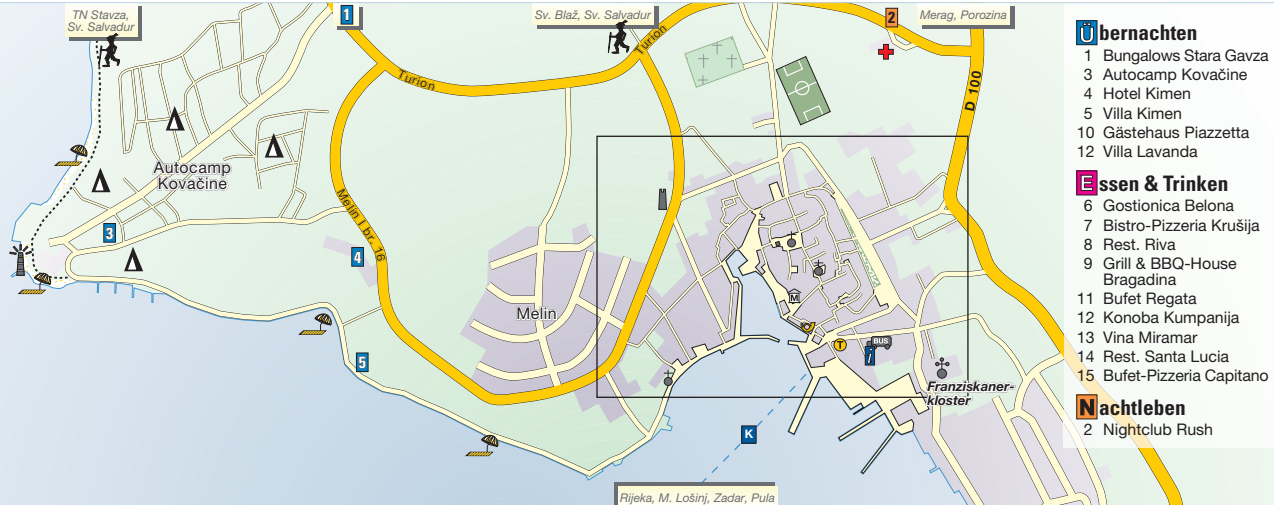 TN Stavza,
Sv. Salvadur
1
Sv. Blaž, Sv. Salvadur
2
Merag, Porozina
Turion
Turion
D 100
Autocamp
Kovačine
3
Melin I br. 16
4
Melin
5
M
T
BUS
i
Franziskaner-
kloster
K
Rijeka, M. Lošinj, Zadar, Pula
Übernachten
1 Bungalows Stara Gavza
3 Autocamp Kovačine
4 Hotel Kimen
5 Villa Kimen
10 Gästehaus Piazzetta
12 Villa Lavanda
Essen & Trinken
6 Gostionica Belona
7 Bistro-Pizzeria Krušija
8 Rest. Riva
9 Grill & BBQ-House
Bragadina
11 Bufet Regata
12 Konoba Kumpanija
13 Vina Miramar
14 Rest. Santa Lucia
15 Bufet-Pizzeria Capitano
Nachtleben
2 Nightclub Rush